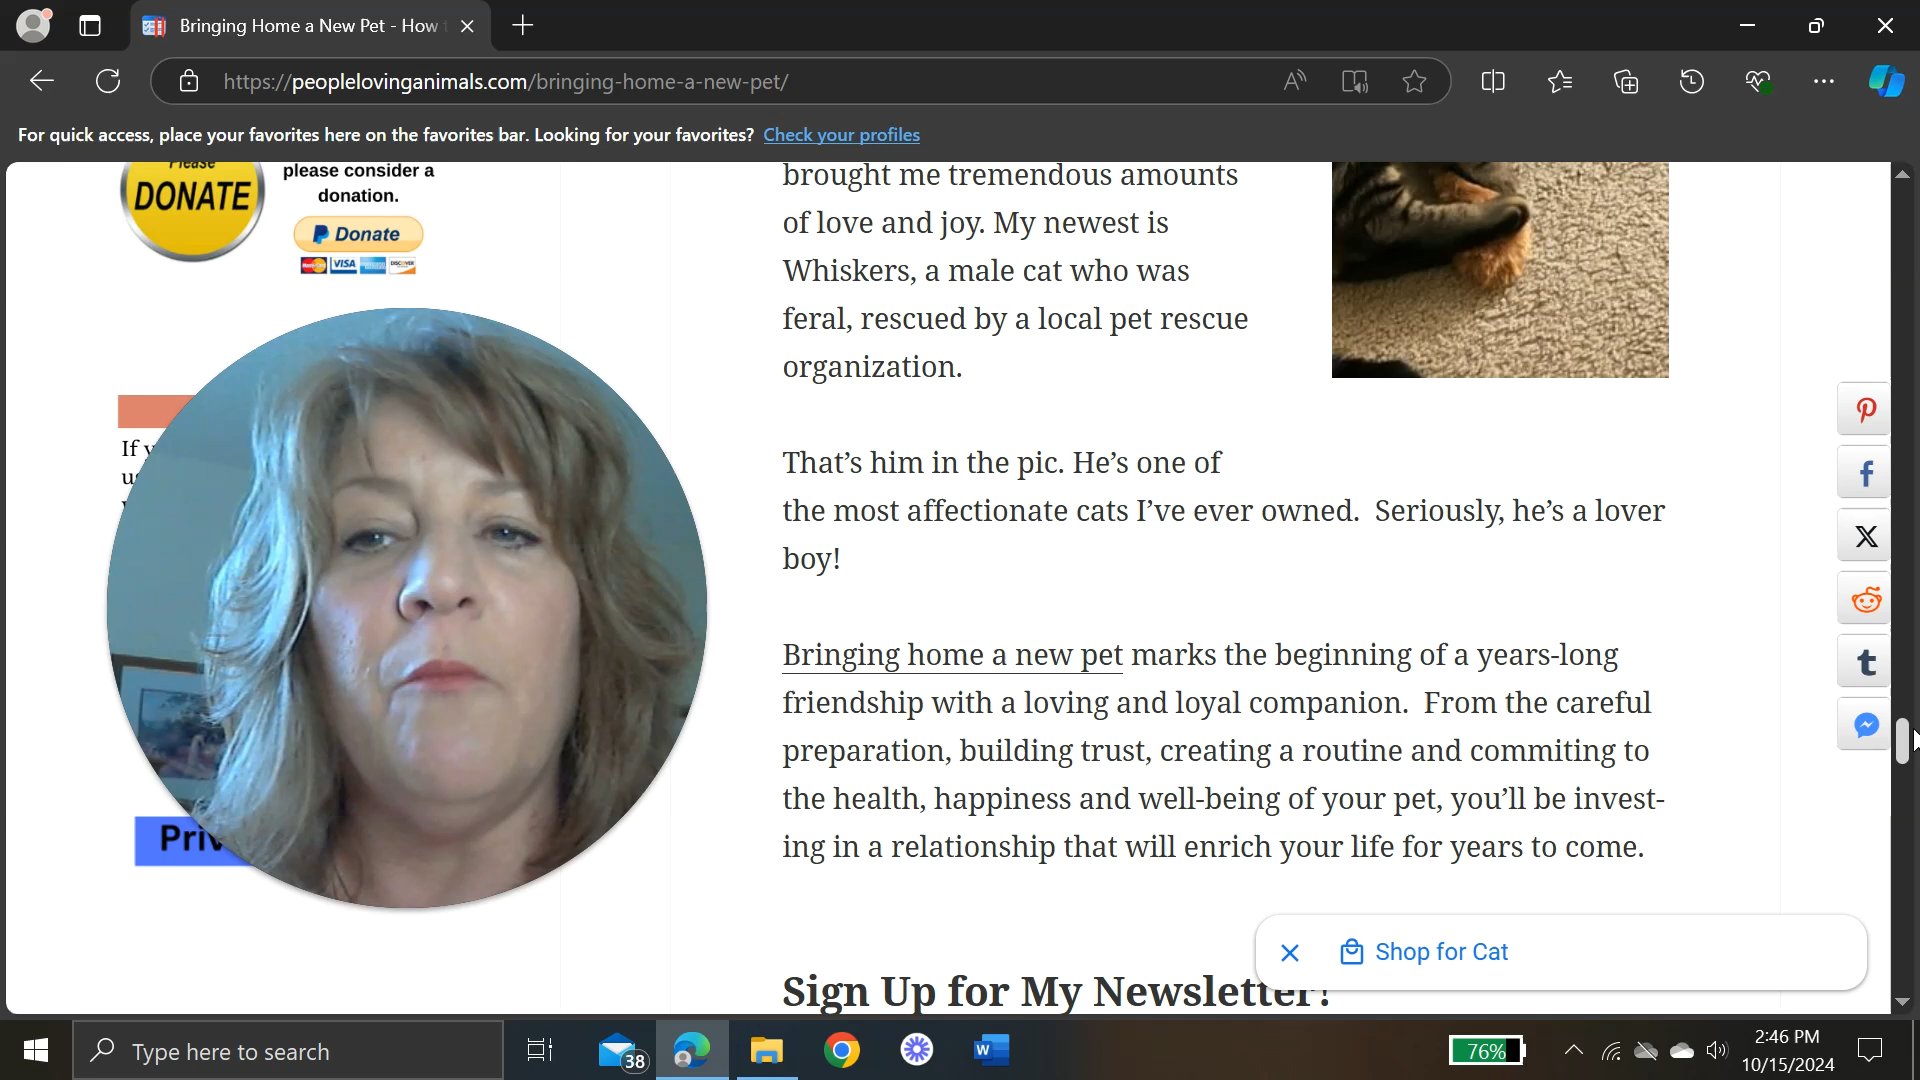 Bringing Home a New Pet - How
https://peoplelovinganimals.com/bringing-home-a-new-pet/
For quick access, place your favorites here on the favorites bar. Looking for your favorites? Check your profiles
Please
DONATE
please consider a
donation.
Donate
VISA
DISCOVER
If
Priv
brought me tremendous amounts
of love and joy. My newest is
Whiskers, a male cat who was
feral, rescued by a local pet rescue
organization.
That’s him in the pic. He’s one of
the most affectionate cats I’ve ever owned. Seriously, he’s a lover
boy!
Bringing home a new pet marks the beginning of a years-long
friendship with a loving and loyal companion. From the careful
preparation, building trust, creating a routine and commiting to
the health, happiness and well-being of your pet, you’ll be invest-
ing in a relationship that will enrich your life for years to come.
Shop for Cat
Sign Up for My Newsletter!
Type here to search
38
76%
2:46 PM
10/15/2024